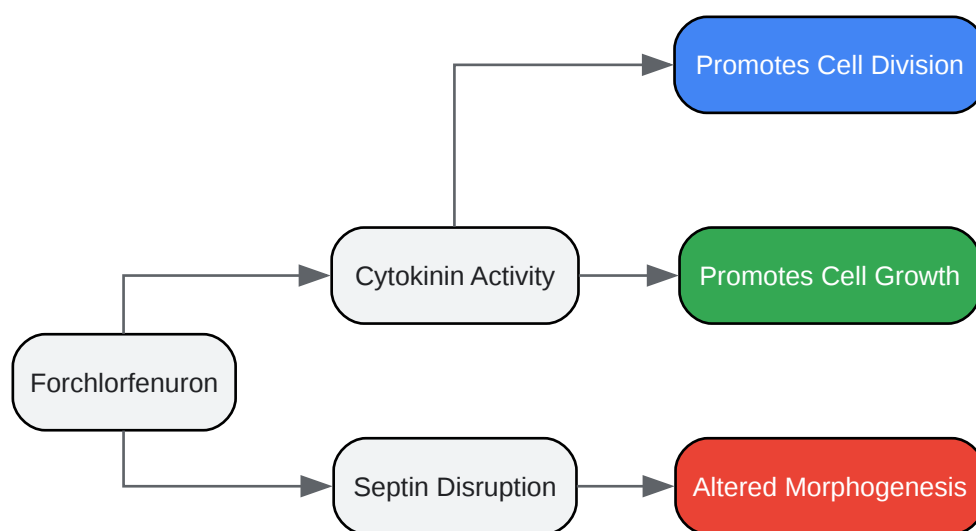 Promotes Cell Division
Cytokinin Activity
Promotes Cell Growth
Forchlorfenuron
Septin Disruption
Altered Morphogenesis